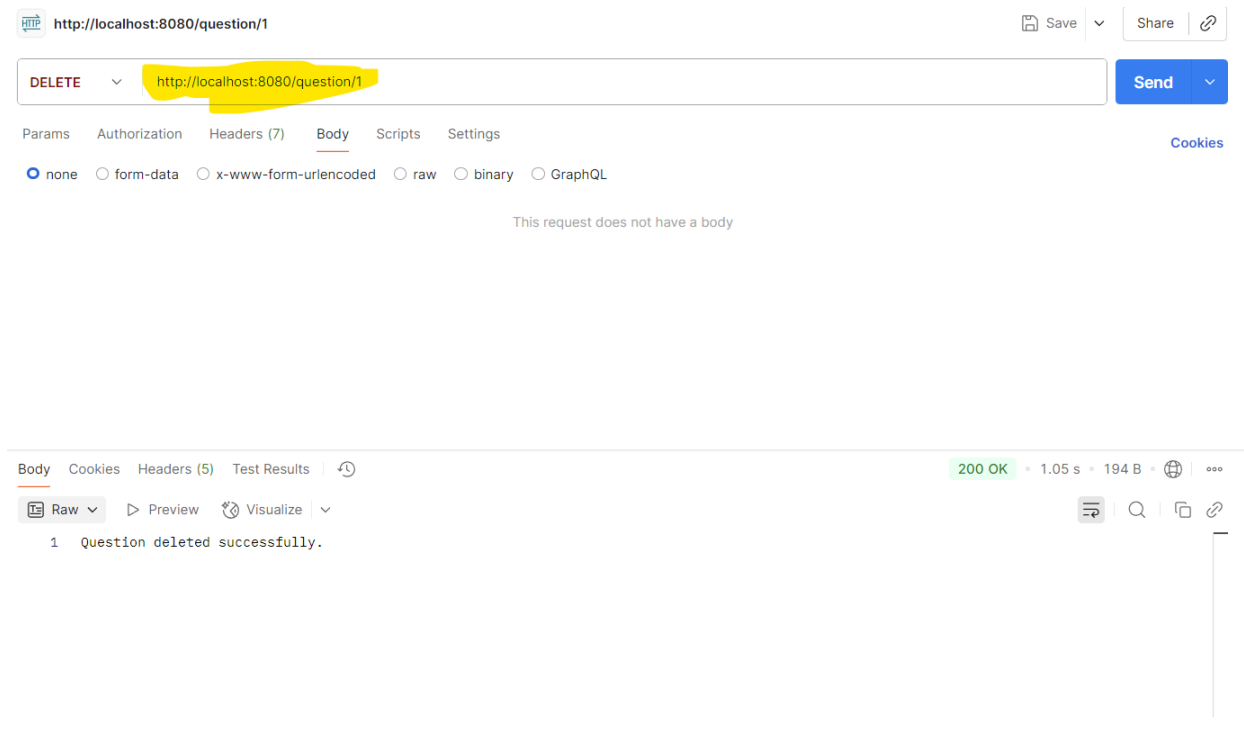 HTTP http://localhost:8080/question/1 Save Share
DELETE http://localhost:8080/question/1 Send
Params Authorization Headers (7) Body Scripts Settings Cookies
none form-data x-www-form-urlencoded raw binary GraphQL
This request does not have a body
Body Cookies Headers (5) Test Results 200 OK • 1.05 s • 194 B •
Raw Preview Visualize
1 Question deleted successfully.